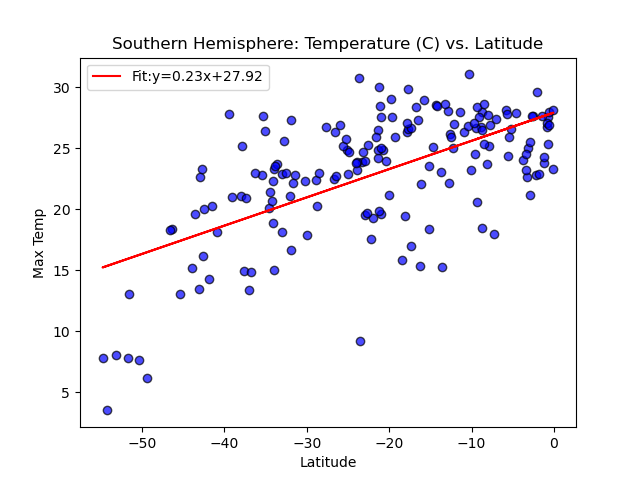 Southern Hemisphere: Temperature (C) vs. Latitude
Fit:y=0.23x+27.92
Max Temp
30
25
20
15
10
5
−50 −40 −30 −20 −10 0
Latitude